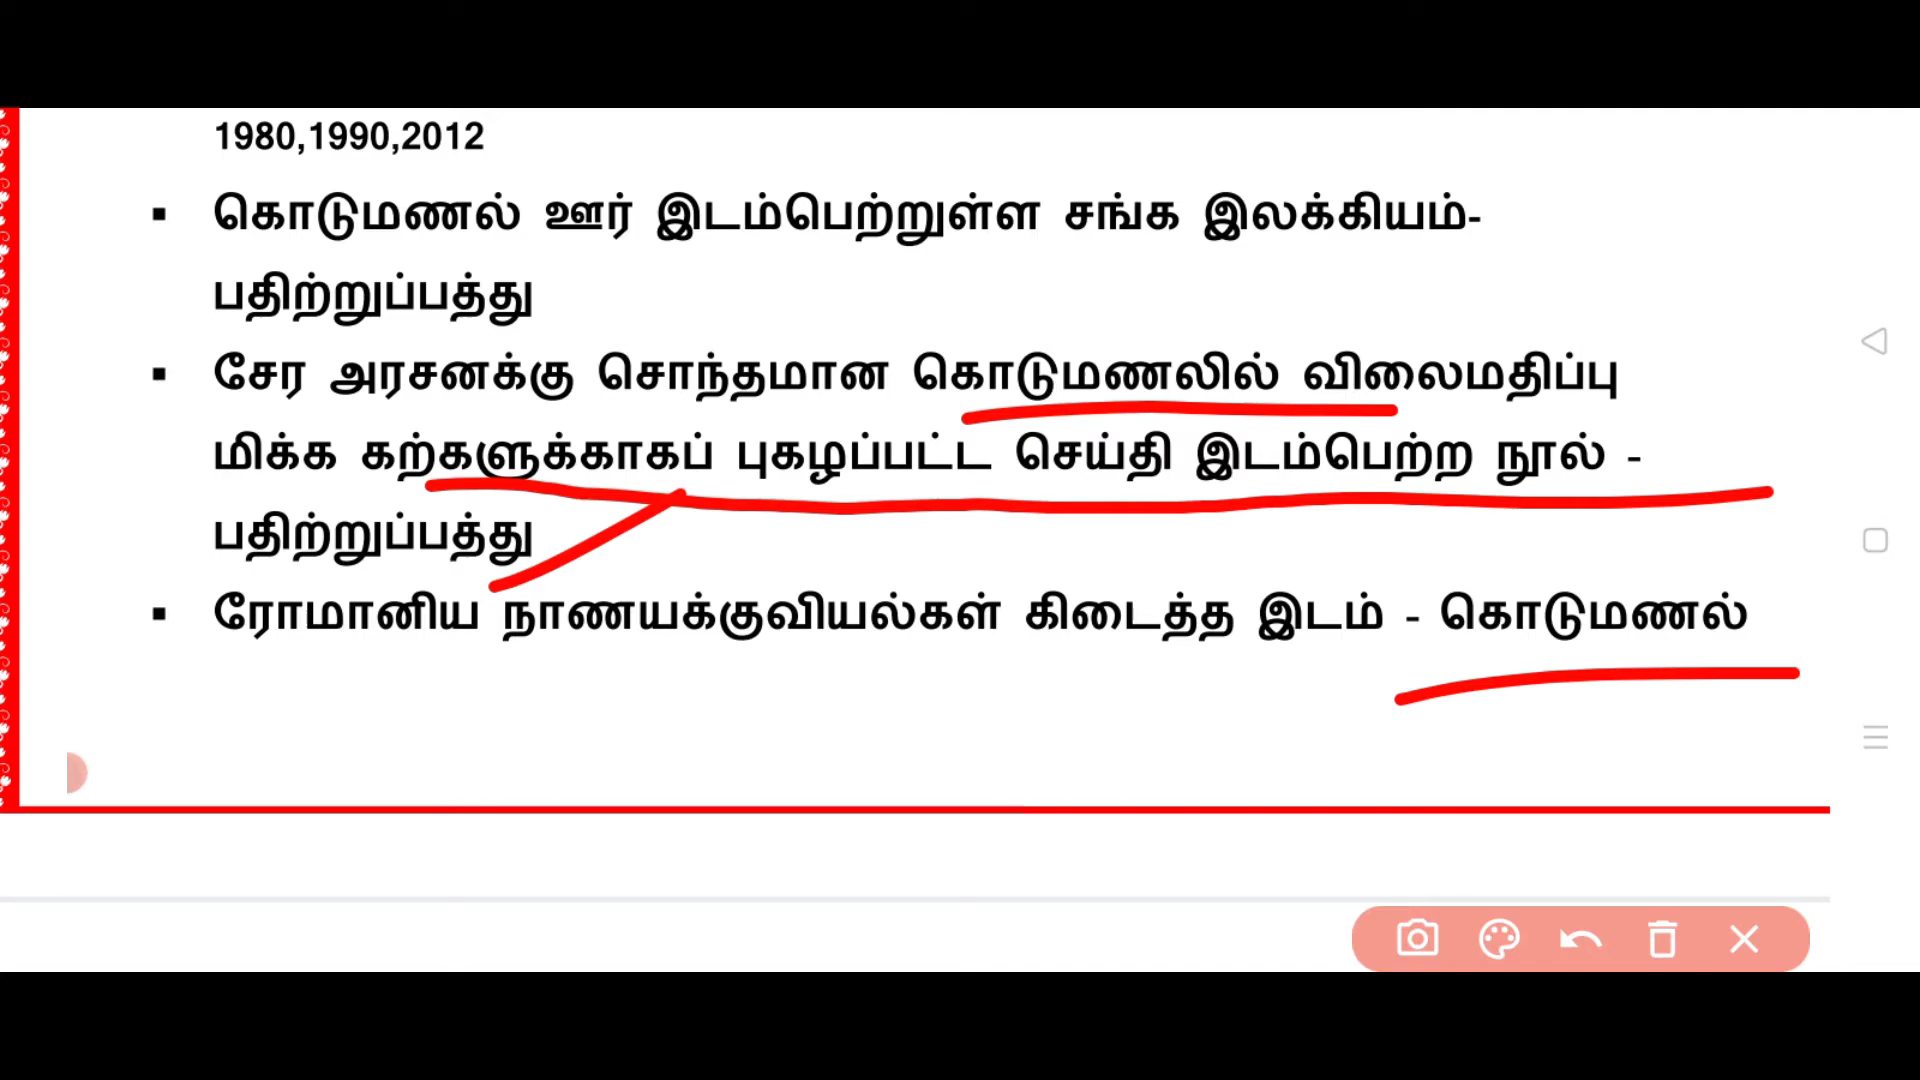 1980,1990,2012
▪ கொடுமணல் ஊர் இடம்பெற்றுள்ள சங்க இலக்கியம்-
பதிற்றுப்பத்து
▪ சேர அரசனக்கு சொந்தமான கொடுமணலில் விலைமதிப்பு
மிக்க கற்களுக்காகப் புகழப்பட்ட செய்தி இடம்பெற்ற நூல் -
பதிற்றுப்பத்து
▪ ரோமானிய நாணயக்குவியல்கள் கிடைத்த இடம் - கொடுமணல்